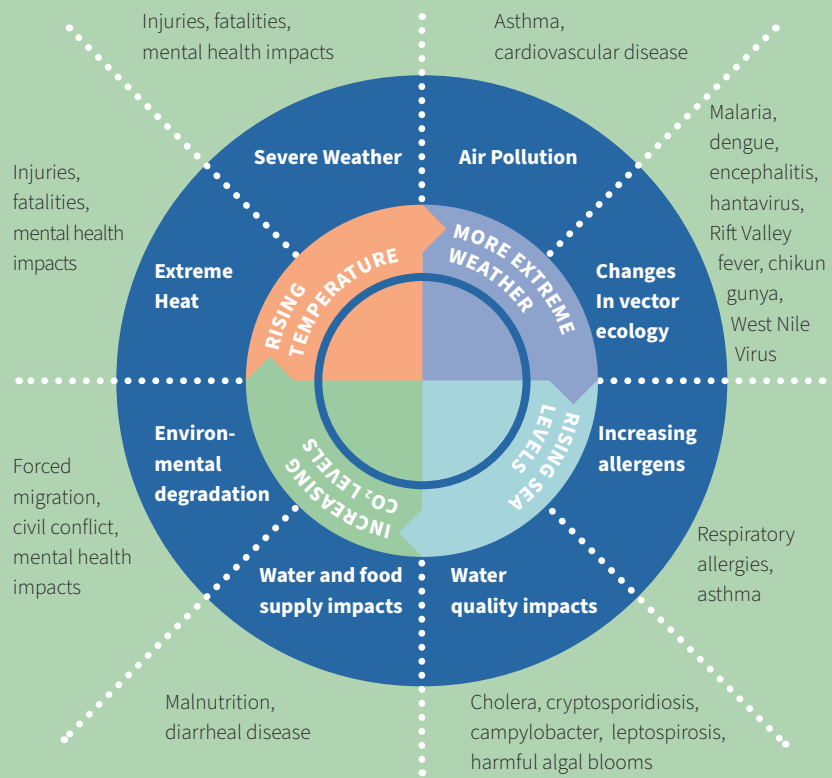 Injuries, fatalities,
mental health impacts
Asthma,
cardiovascular disease
Malaria,
dengue,
encephalitis,
hantavirus,
Rift Valley
fever, chikun
gunya,
West Nile
Virus
Injuries,
fatalities,
mental health
impacts
Severe Weather
Air Pollution
Extreme
Heat
Changes
In vector
ecology
RISING
TEMPERATURE
MORE EXTREME
WEATHER
RISING SEA
LEVELS
INCREASING
CO₂ LEVELS
Environ-
mental
degradation
Increasing
allergens
Water and food
supply impacts
Water
quality impacts
Forced
migration,
civil conflict,
mental health
impacts
Respiratory
allergies,
asthma
Malnutrition,
diarrheal disease
Cholera, cryptosporidiosis,
campylobacter, leptospirosis,
harmful algal blooms